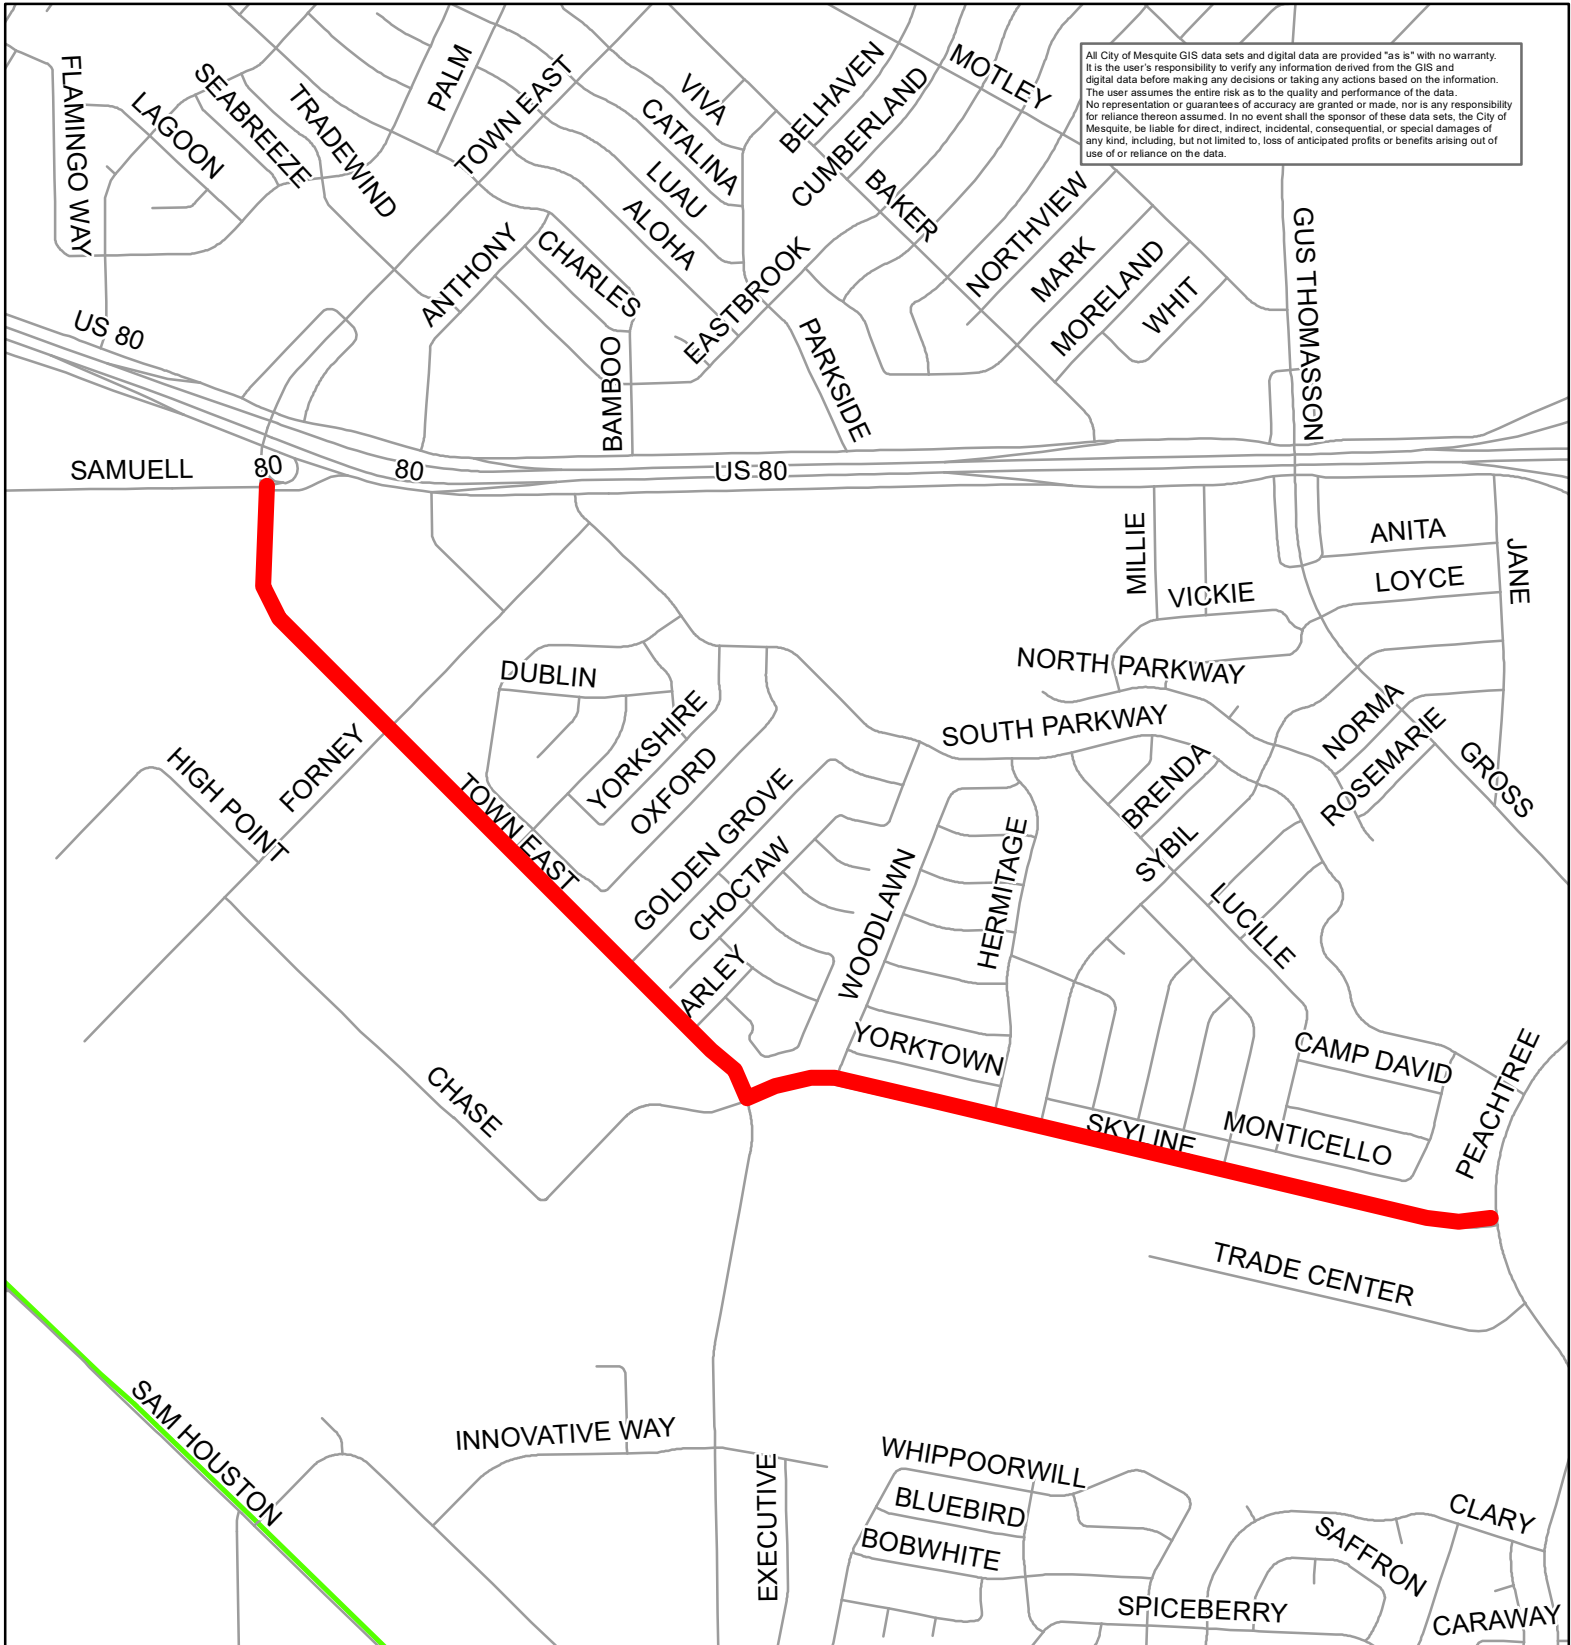 All City of Mesquite GIS data sets and digital data are provided "as is" with no warranty.
It is the user's responsibility to verify any information derived from the GIS and
digital data before making any decisions or taking any actions based on the information.
The user assumes the entire risk as to the quality and performance of the data.
No representation or guarantees of accuracy are granted or made, nor is any responsibility
for reliance thereon assumed. In no event shall the sponsor of these data sets, the City of
Mesquite, be liable for direct, indirect, incidental, consequential, or special damages of
any kind, including, but not limited to, loss of anticipated profits or benefits arising out of
use of or reliance on the data.
FLAMINGO WAY
LAGOON
SEABREEZE
TRADEWIND
PALM
TOWN EAST
VIVA
CATALINA
LUAU
ALOHA
BELHAVEN
CUMBERLAND
MOTLEY
BAKER
NORTHVIEW
MARK
MORELAND
WHIT
GUS THOMASSON
ANTHONY
CHARLES
EASTBROOK
BAMBOO
PARKSIDE
US 80
SAMUELL
80
80
US 80
MILLIE
VICKIE
ANITA
LOYCE
JANE
DUBLIN
YORKSHIRE
OXFORD
NORTH PARKWAY
SOUTH PARKWAY
NORMA
ROSEMARIE
GROSS
BRENDA
SYBIL
LUCILLE
HIGH POINT
FORNEY
TOWN EAST
GOLDEN GROVE
CHOCTAW
ARLEY
WOODLAWN
HERMITAGE
YORKTOWN
CAMP DAVID
PEACHTREE
CHASE
SKYLINE
MONTICELLO
TRADE CENTER
SAM HOUSTON
INNOVATIVE WAY
EXECUTIVE
WHIPPOORWILL
BLUEBIRD
BOBWHITE
SPICEBERRY
SAFFRON
CLARY
CARAWAY